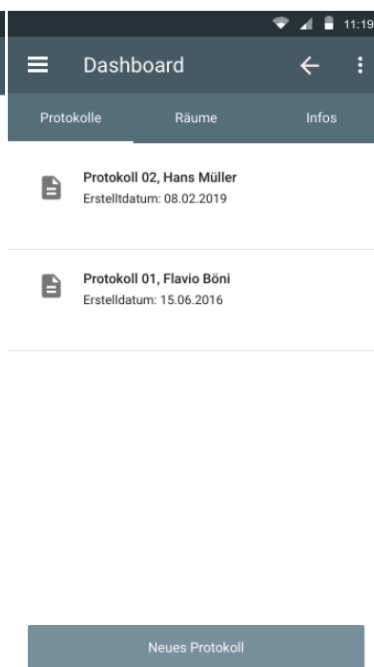 11:19
Dashboard
Protokolle Räume Infos
Protokoll 02, Hans Müller
Erstelltdatum: 08.02.2019
Protokoll 01, Flavio Böni
Erstelldatum: 15.06.2016
Neues Protokoll